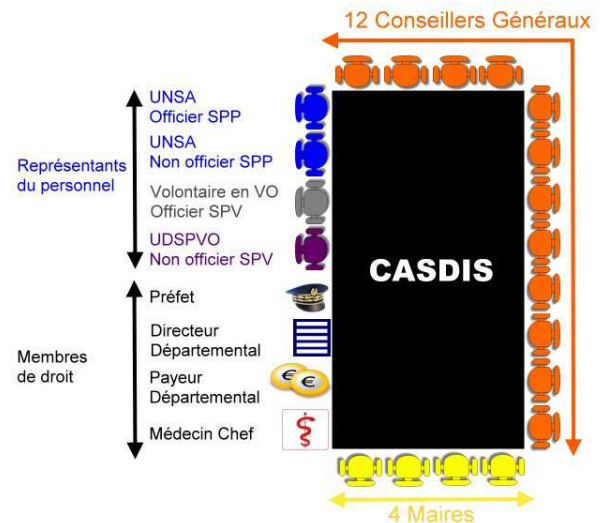 12 Conseillers Généraux
UNSA
Officier SPP
UNSA
Non officier SPP
Représentants
du personnel
Volontaire en VO
Officier SPV
UDSPVO
Non officier SPV
CASDIS
Préfet
Directeur
Départemental
Membres
de droit
Payeur
Départemental
€ €
Médecin Chef
4 Maires